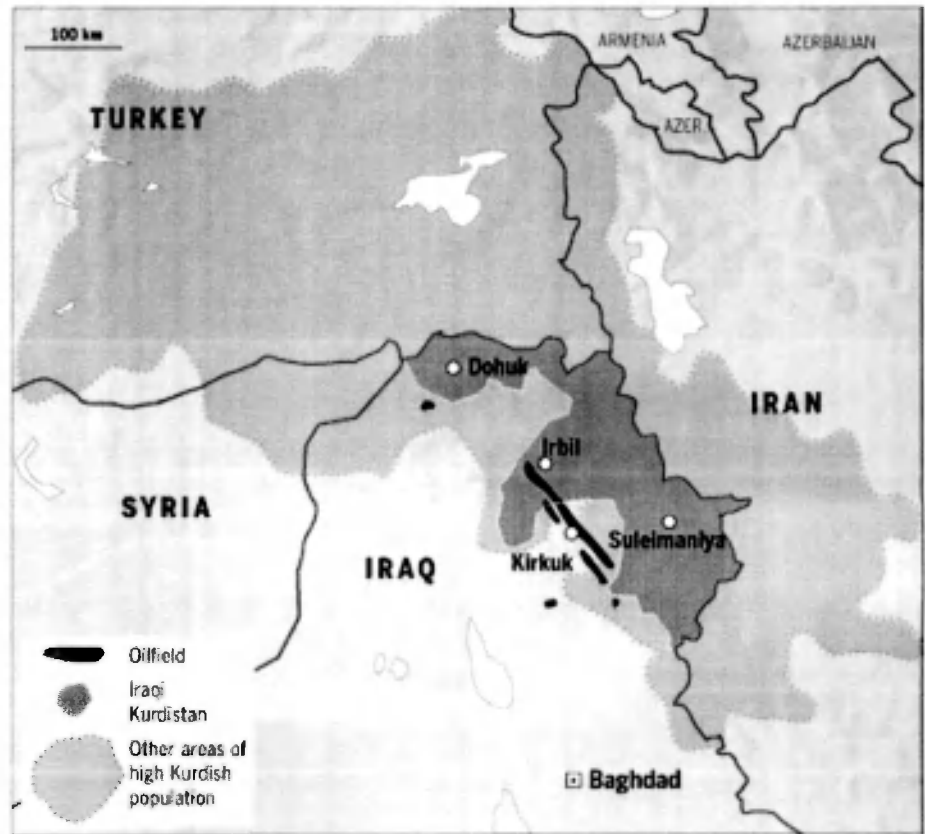 100 km
ARMENIA
AZERBAIJAN
TURKEY
AZER.
Dohuk
IRAN
Irbil
SYRIA
Suleimaniya
Kirkuk
IRAQ
Oilfield
Iraqi
Kurdistan
Other areas of
high Kurdish
population
Baghdad